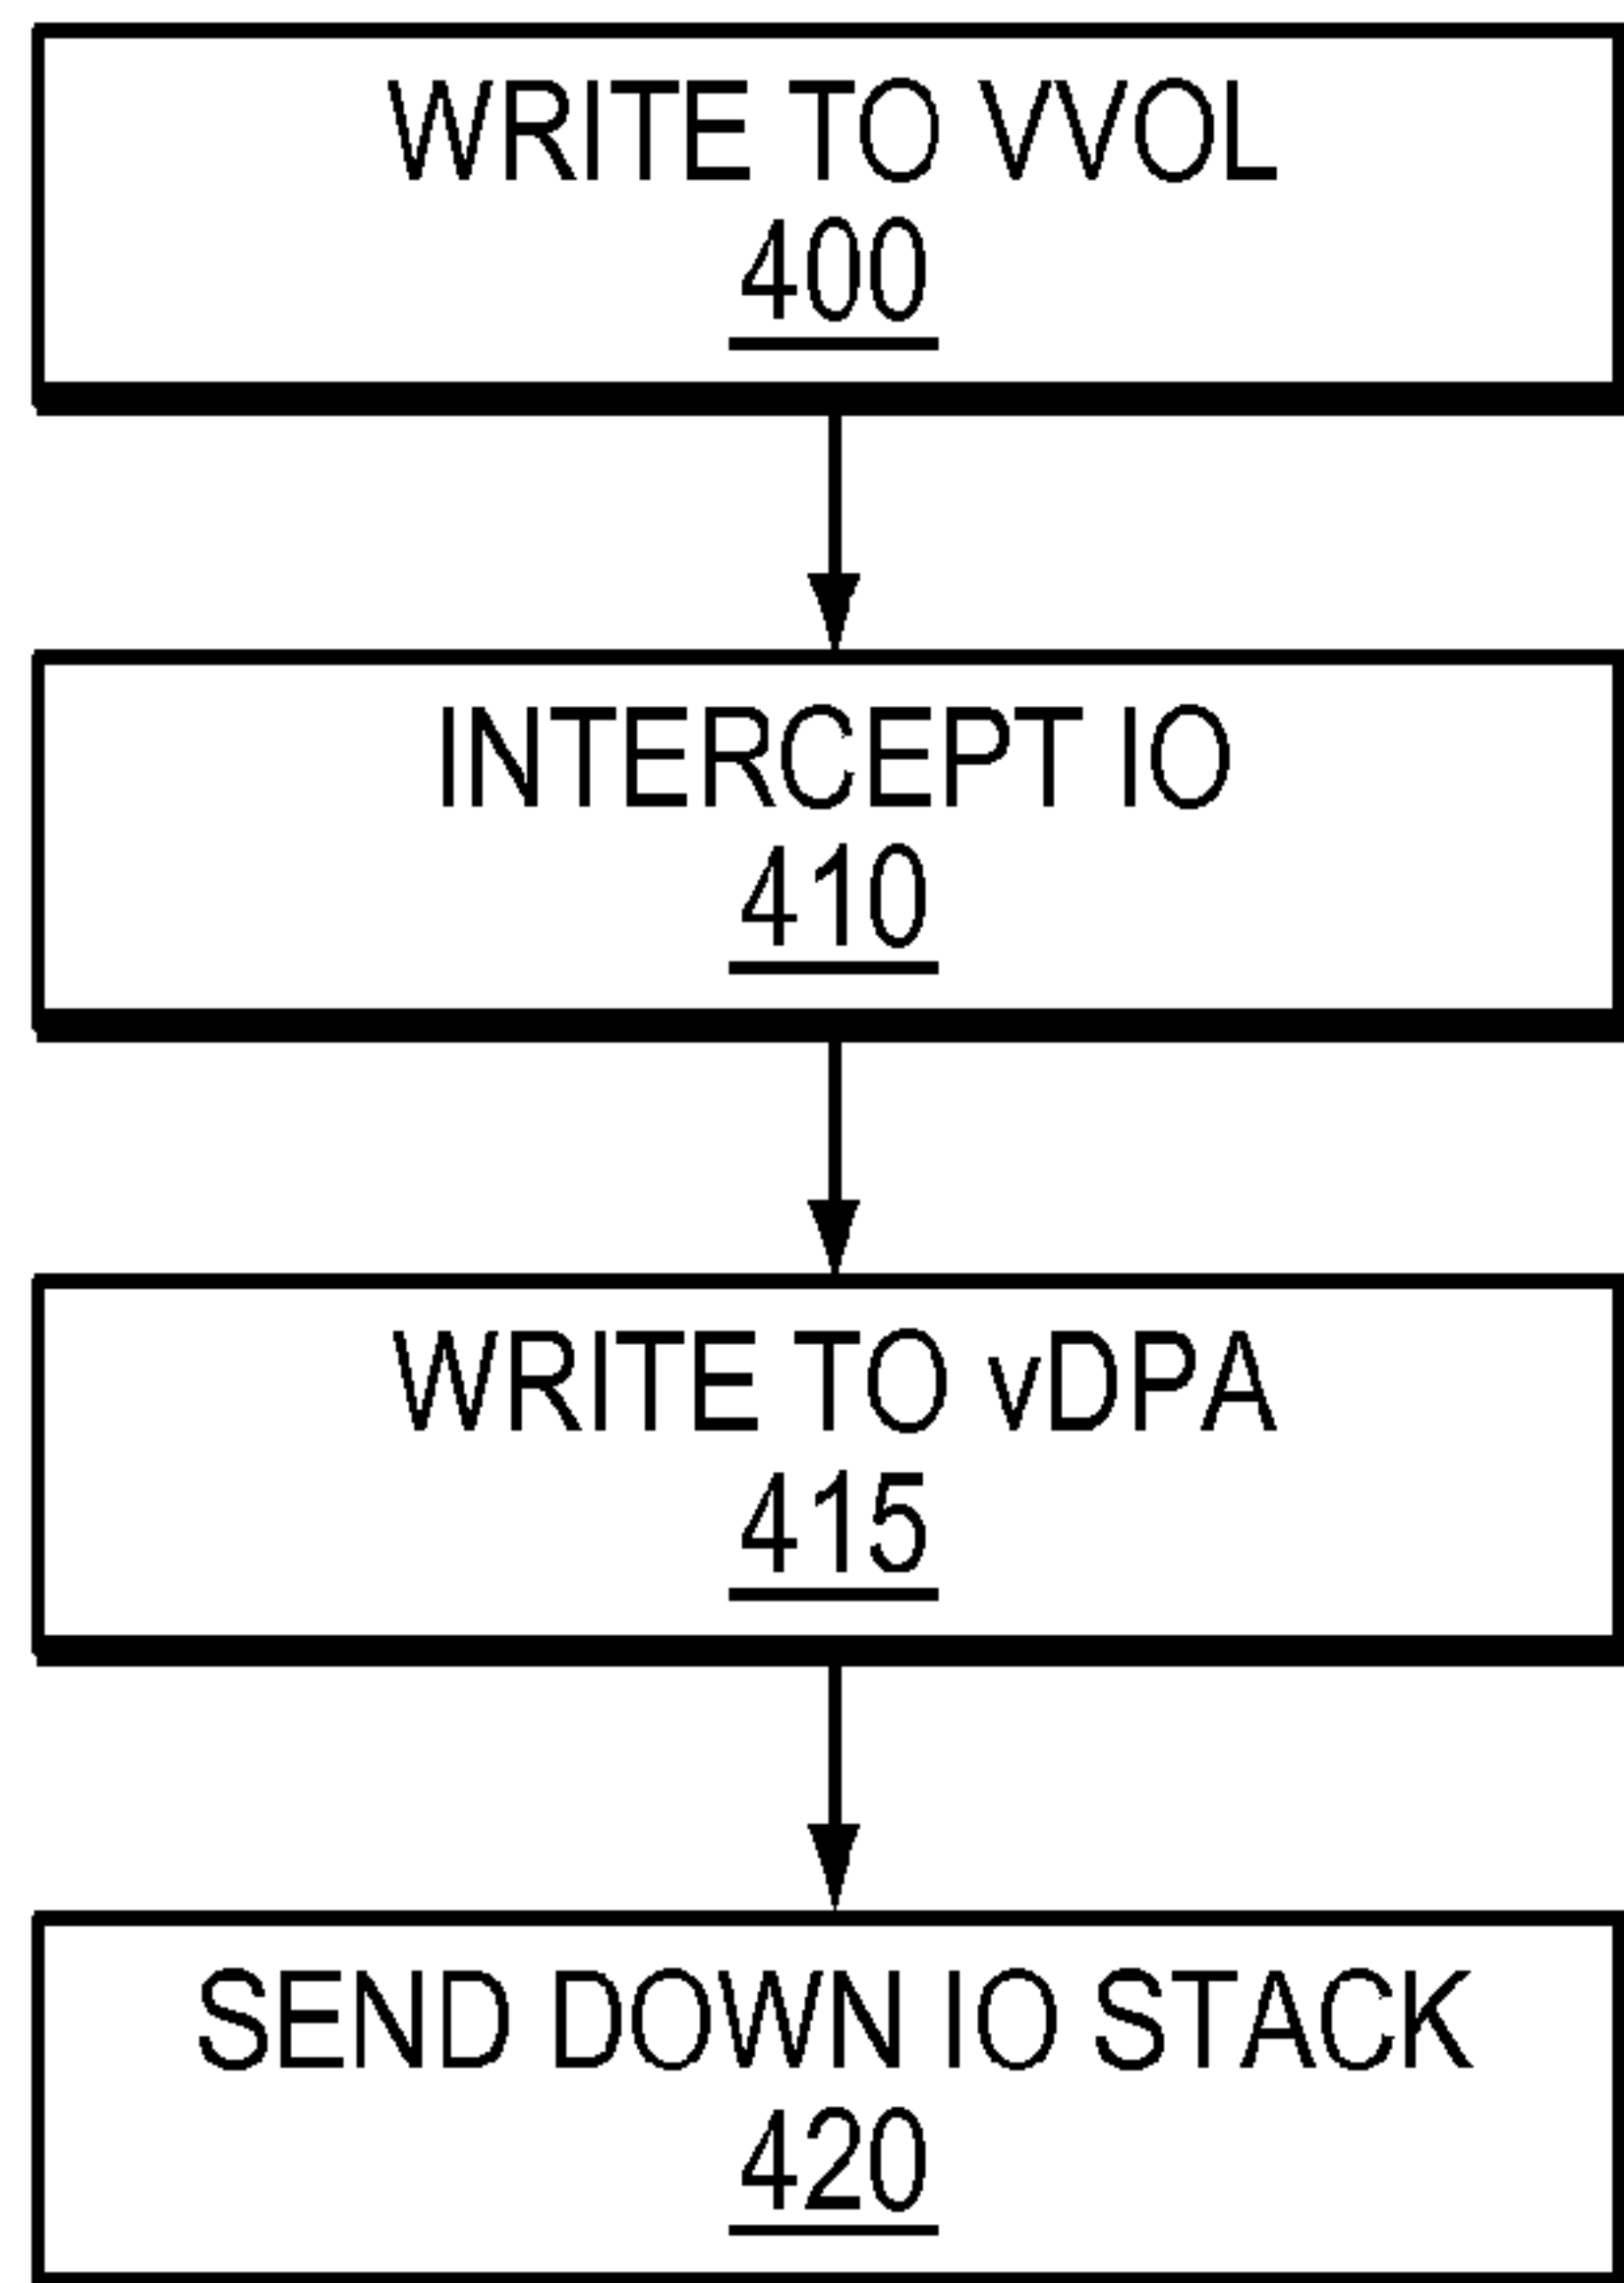 WRITE TO VVOL
400
INTERCEPT IO
410
WRITE TO vDPA
415
SEND DOWN IO STACK
420